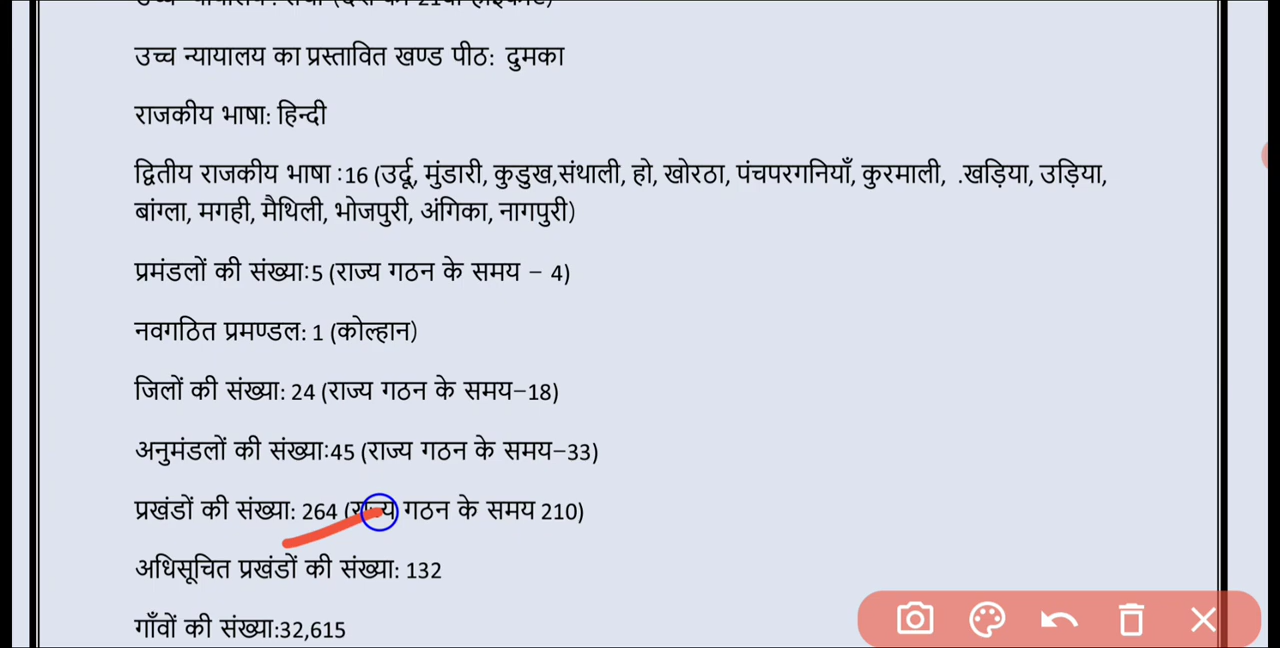 उच्च न्यायालय का प्रस्तावित खण्ड पीठ: दुमका
राजकीय भाषा: हिन्दी
द्वितीय राजकीय भाषा :16 (उर्दू, मुंडारी, कुडुख,संथाली, हो, खोरठा, पंचपरगनियाँ, कुरमाली, .खड़िया, उड़िया,
बांग्ला, मगही, मैथिली, भोजपुरी, अंगिका, नागपुरी)
प्रमंडलों की संख्या:5 (राज्य गठन के समय – 4)
नवगठित प्रमण्डल: 1 (कोल्हान)
जिलों की संख्या: 24 (राज्य गठन के समय–18)
अनुमंडलों की संख्या:45 (राज्य गठन के समय–33)
प्रखंडों की संख्या: 264 (राज्य गठन के समय 210)
अधिसूचित प्रखंडों की संख्या: 132
गाँवों की संख्या:32,615